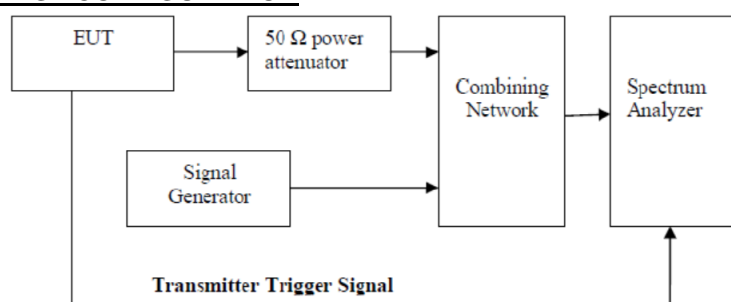 EUT
50 Ω power
attenuator
Combining
Network
Spectrum
Analyzer
Signal
Generator
Transmitter Trigger Signal